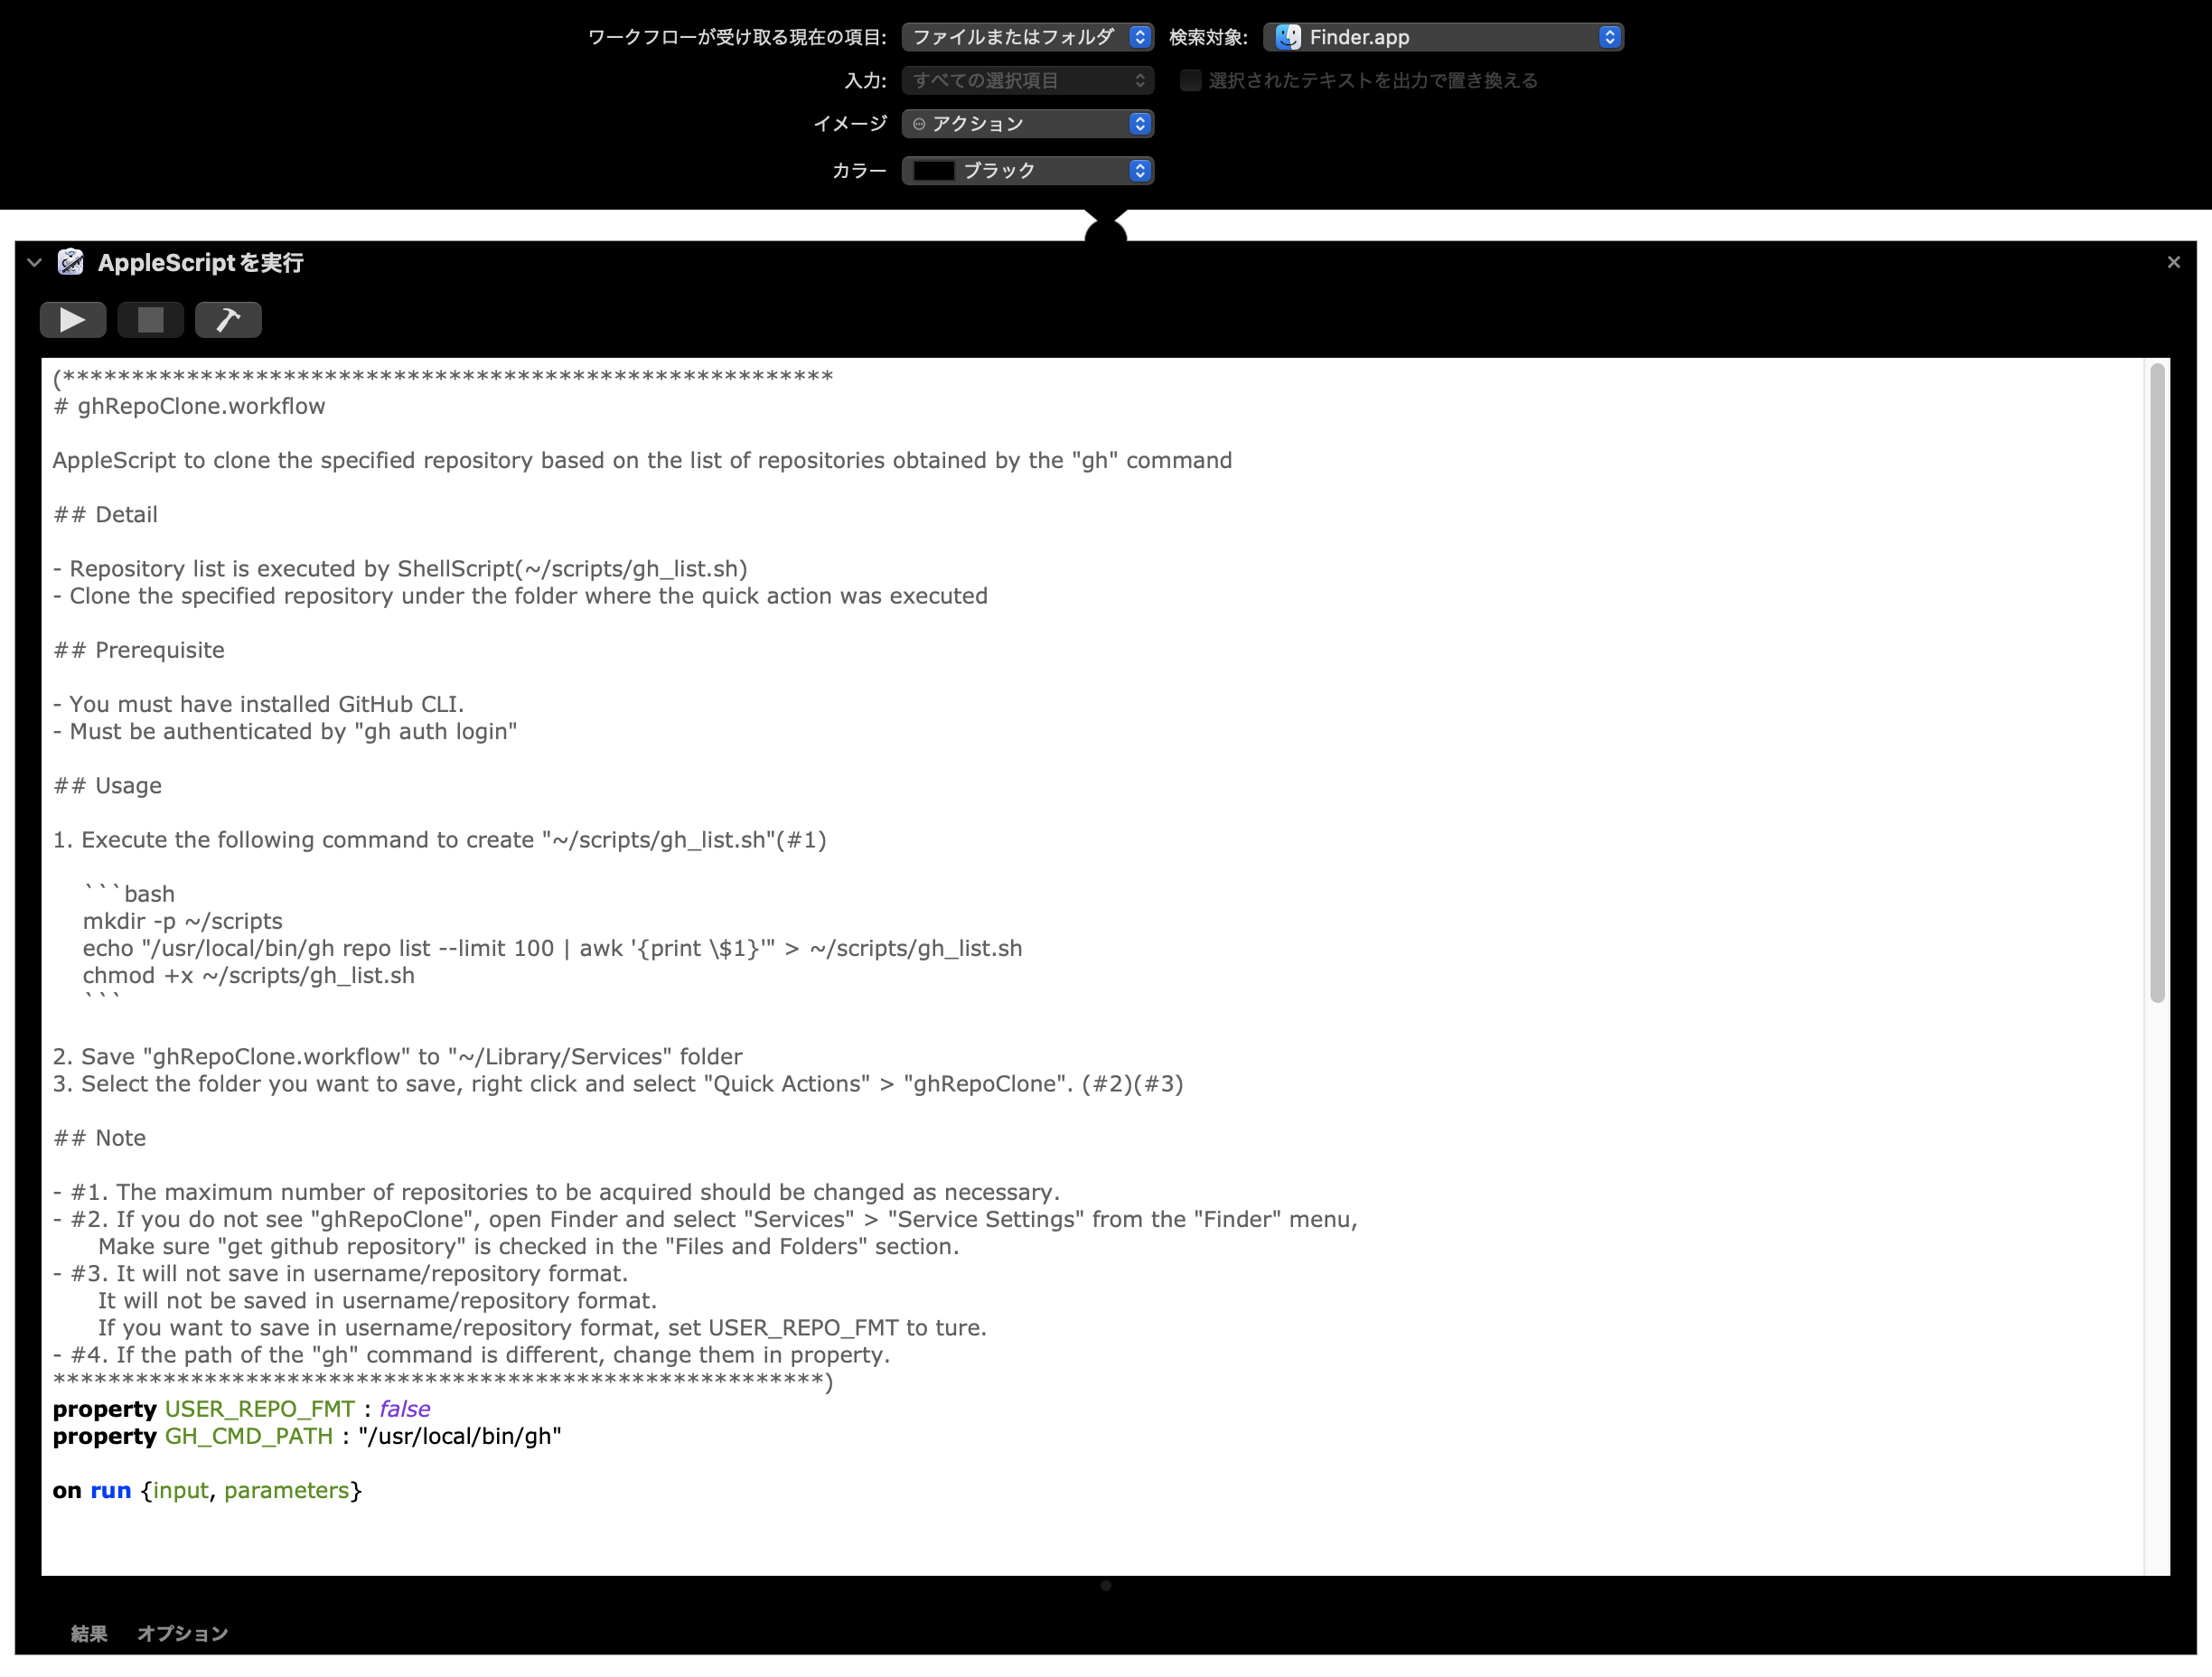 ワークフローが受け取る現在の項目: ファイルまたはフォルダ 検索対象: Finder.app
入力: すべての選択項目 選択されたテキストを出力で置き換える
イメージ アクション
カラー ブラック
AppleScriptを実行
(********************************************************
# ghRepoClone.workflow
AppleScript to clone the specified repository based on the list of repositories obtained by the "gh" command
## Detail
- Repository list is executed by ShellScript(~/scripts/gh_list.sh)
- Clone the specified repository under the folder where the quick action was executed
## Prerequisite
- You must have installed GitHub CLI.
- Must be authenticated by "gh auth login"
## Usage
1. Execute the following command to create "~/scripts/gh_list.sh"(#1)
```bash
mkdir -p ~/scripts
echo "/usr/local/bin/gh repo list --limit 100 | awk '{print \$1}'" > ~/scripts/gh_list.sh
chmod +x ~/scripts/gh_list.sh
```
2. Save "ghRepoClone.workflow" to "~/Library/Services" folder
3. Select the folder you want to save, right click and select "Quick Actions" > "ghRepoClone". (#2)(#3)
## Note
- #1. The maximum number of repositories to be acquired should be changed as necessary.
- #2. If you do not see "ghRepoClone", open Finder and select "Services" > "Service Settings" from the "Finder" menu,
Make sure "get github repository" is checked in the "Files and Folders" section.
- #3. It will not save in username/repository format.
It will not be saved in username/repository format.
If you want to save in username/repository format, set USER_REPO_FMT to ture.
- #4. If the path of the "gh" command is different, change them in property.
********************************************************)
property USER_REPO_FMT : false
property GH_CMD_PATH : "/usr/local/bin/gh"
on run {input, parameters}
結果 オプション